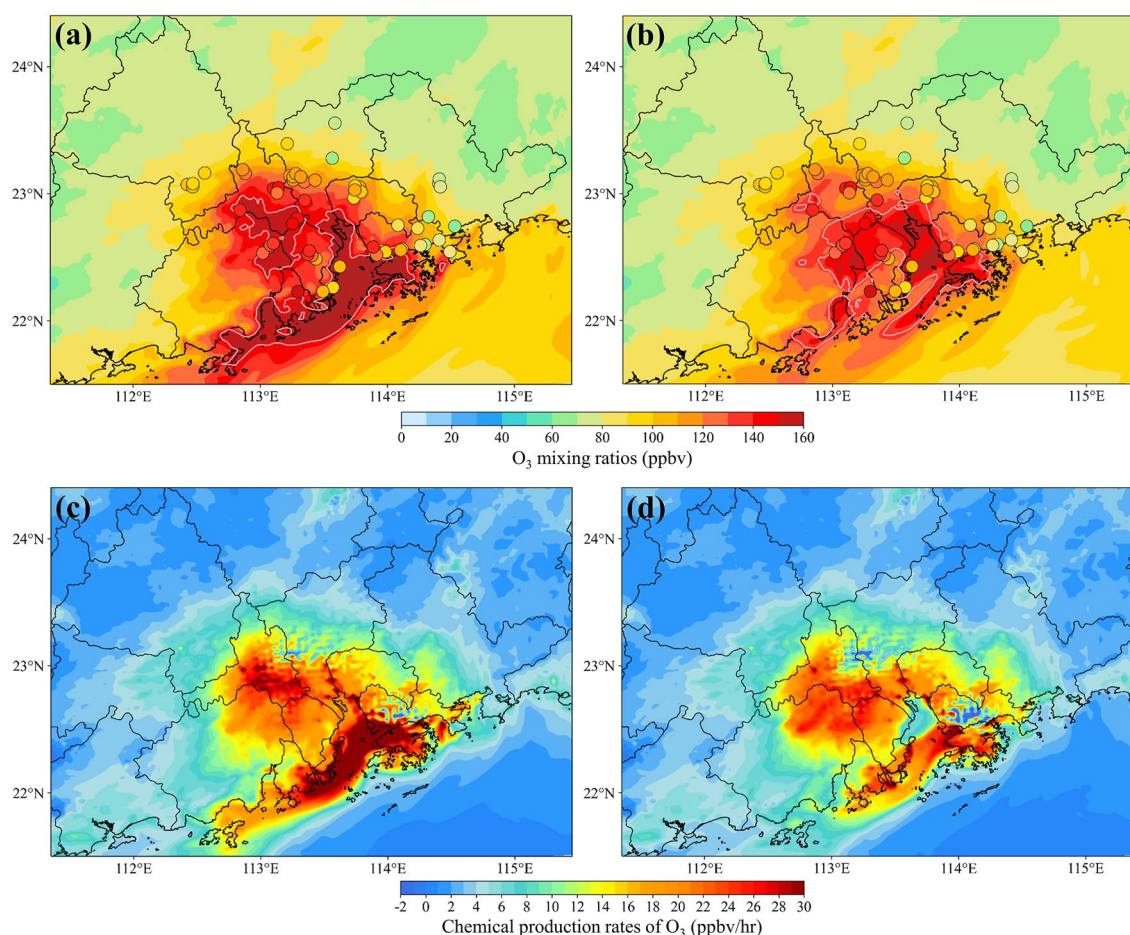 (a)
(b)
24°N
23°N
22°N
24°N
23°N
22°N
112°E 113°E 114°E 115°E
112°E 113°E 114°E 115°E
0 20 40 60 80 100 120 140 160
O₃ mixing ratios (ppbv)
(c)
(d)
24°N
23°N
22°N
24°N
23°N
22°N
112°E 113°E 114°E 115°E
112°E 113°E 114°E 115°E
-2 0 2 4 6 8 10 12 14 16 18 20 22 24 26 28 30
Chemical production rates of O₃ (ppbv/hr)